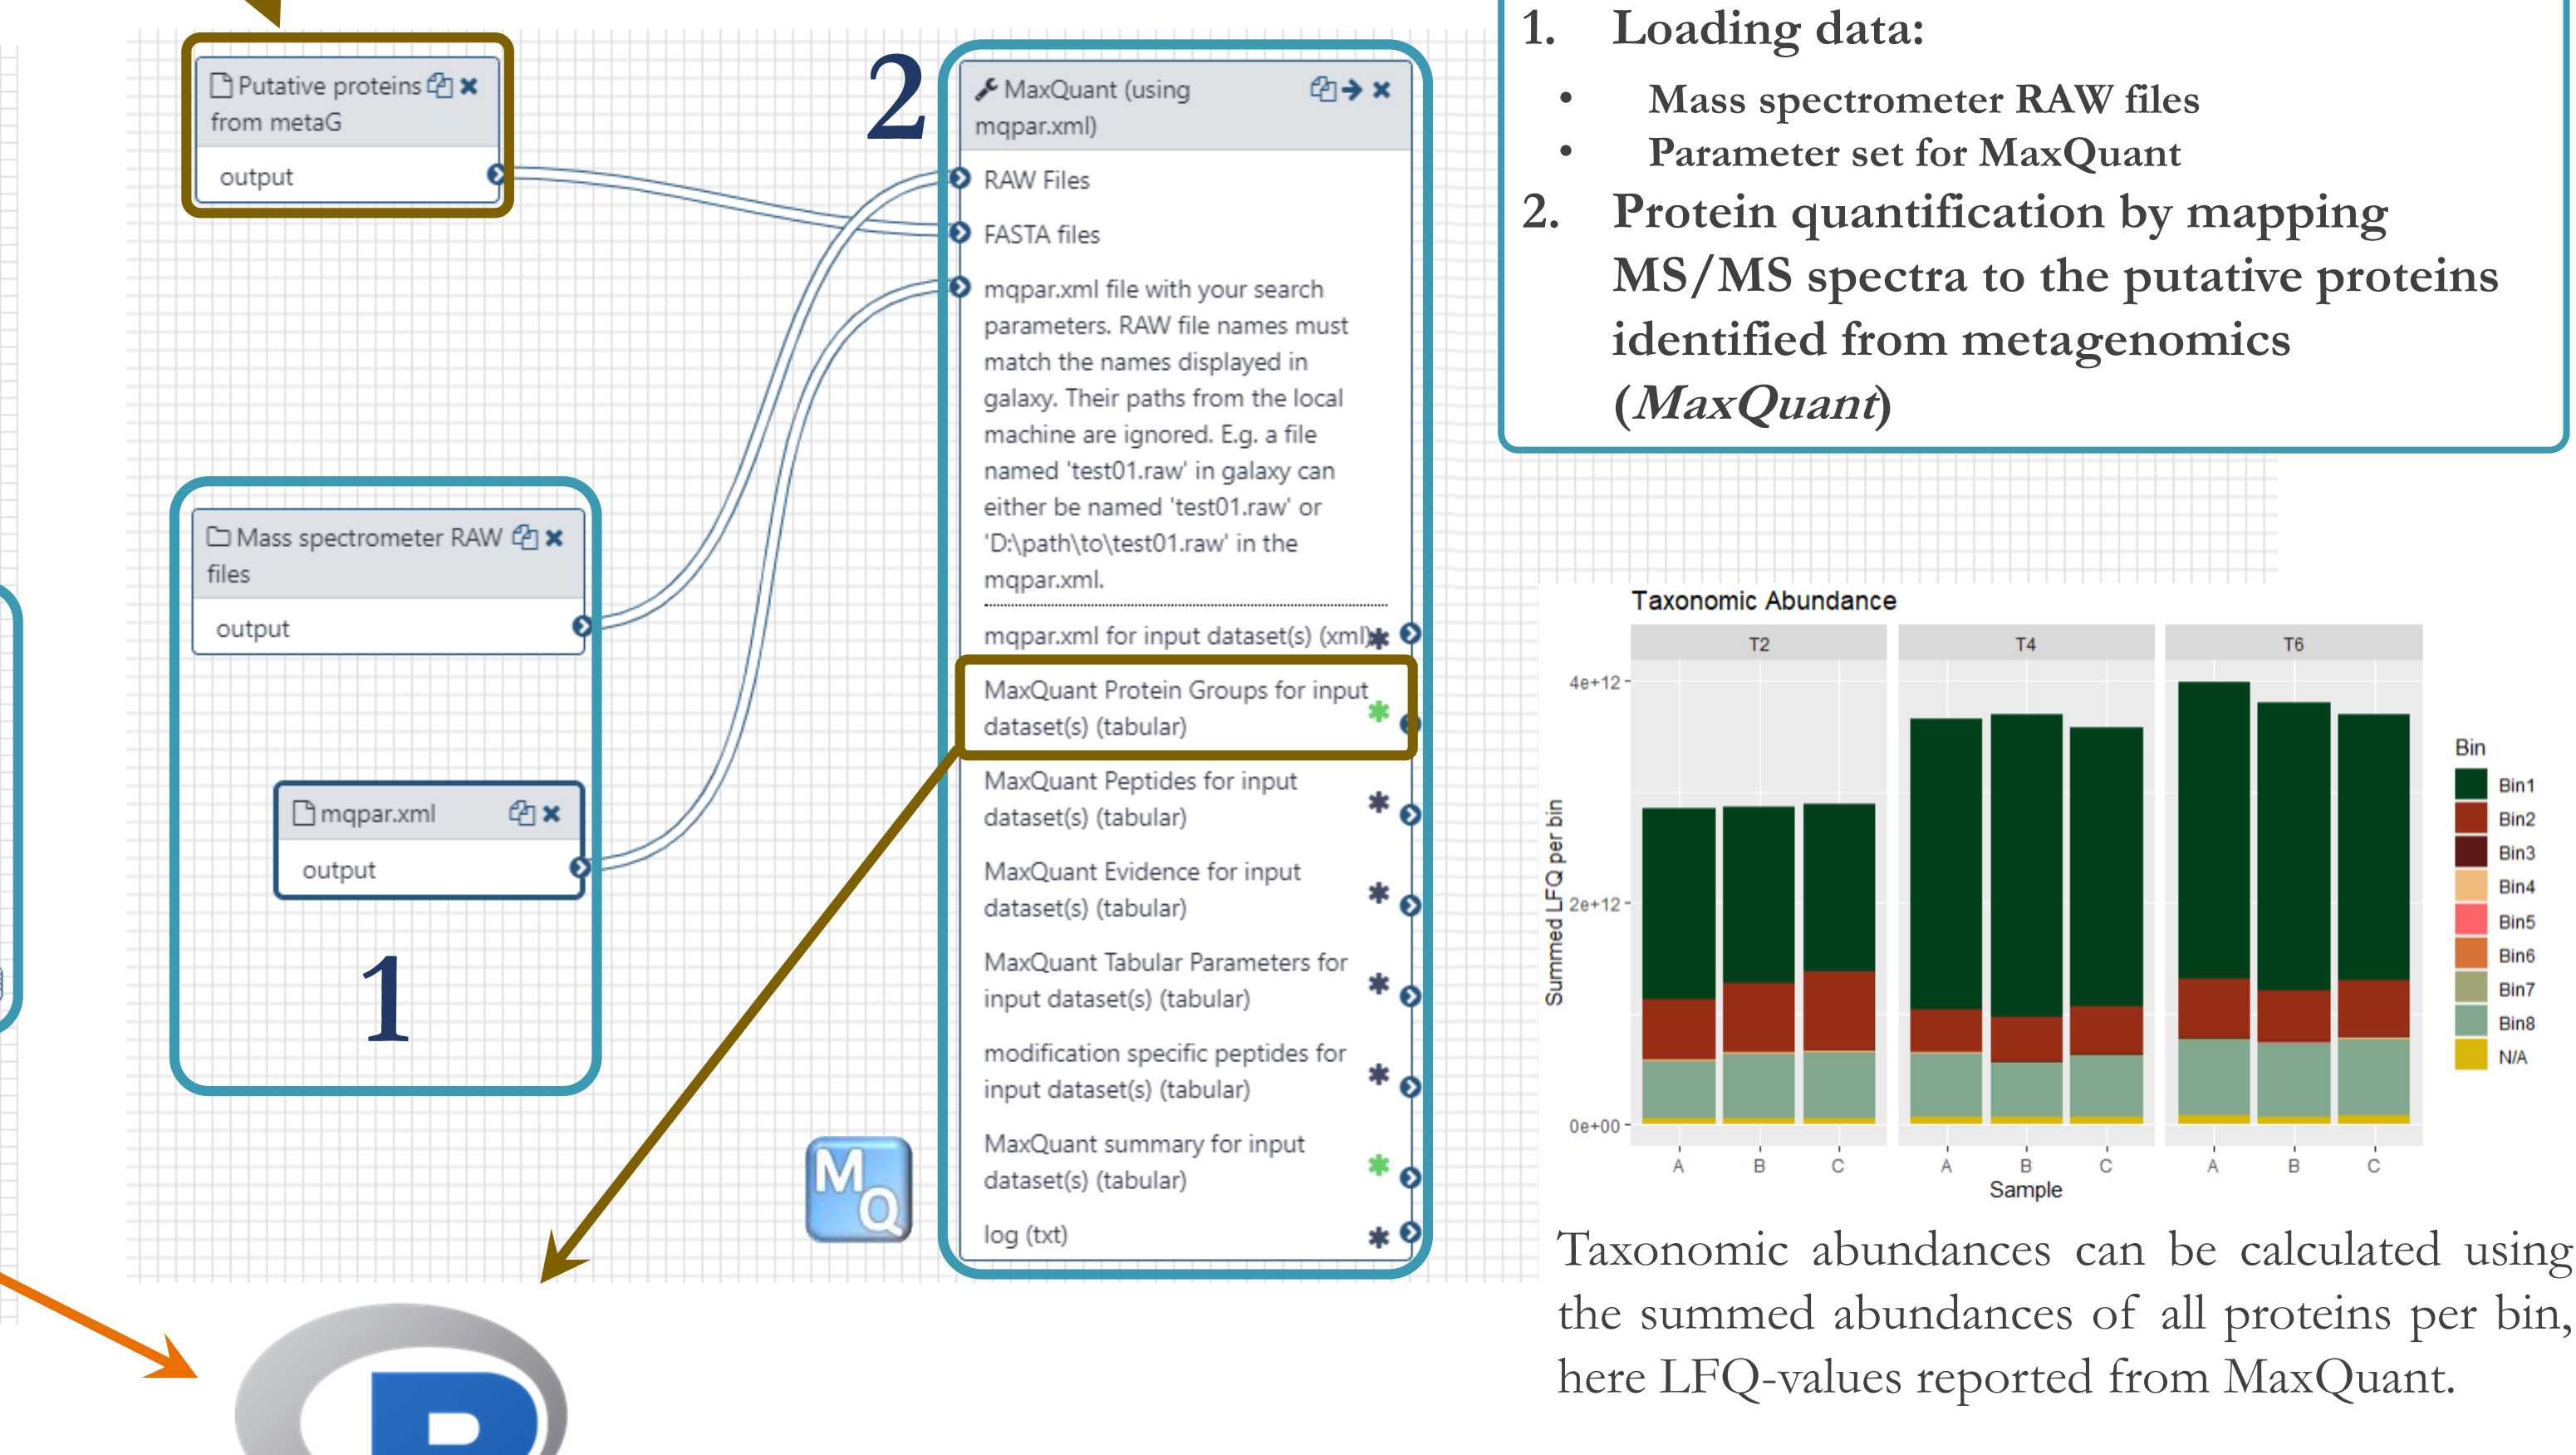 Putative proteins
from metaG
output
Mass spectrometer RAW
files
output
mqpar.xml
output
1
2
MaxQuant (using
mqpar.xml)
RAW Files
FASTA files
mqpar.xml file with your search
parameters. RAW file names must
match the names displayed in
galaxy. Their paths from the local
machine are ignored. E.g. a file
named 'test01.raw' in galaxy can
either be named 'test01.raw' or
'D:\path\to\test01.raw' in the
mqpar.xml.
mqpar.xml for input dataset(s) (xml)
MaxQuant Protein Groups for input
dataset(s) (tabular)
MaxQuant Peptides for input
dataset(s) (tabular)
MaxQuant Evidence for input
dataset(s) (tabular)
MaxQuant Tabular Parameters for
input dataset(s) (tabular)
modification specific peptides for
input dataset(s) (tabular)
MaxQuant summary for input
dataset(s) (tabular)
log (txt)
MQ
R
1. Loading data:
• Mass spectrometer RAW files
• Parameter set for MaxQuant
2. Protein quantification by mapping
MS/MS spectra to the putative proteins
identified from metagenomics
(MaxQuant)
Taxonomic Abundance
T2 T4 T6
4e+12
2e+12
0e+00
Summed LFQ per bin
A B C A B C A B C
Sample
Bin
Bin1
Bin2
Bin3
Bin4
Bin5
Bin6
Bin7
Bin8
N/A
Taxonomic abundances can be calculated using
the summed abundances of all proteins per bin,
here LFQ-values reported from MaxQuant.